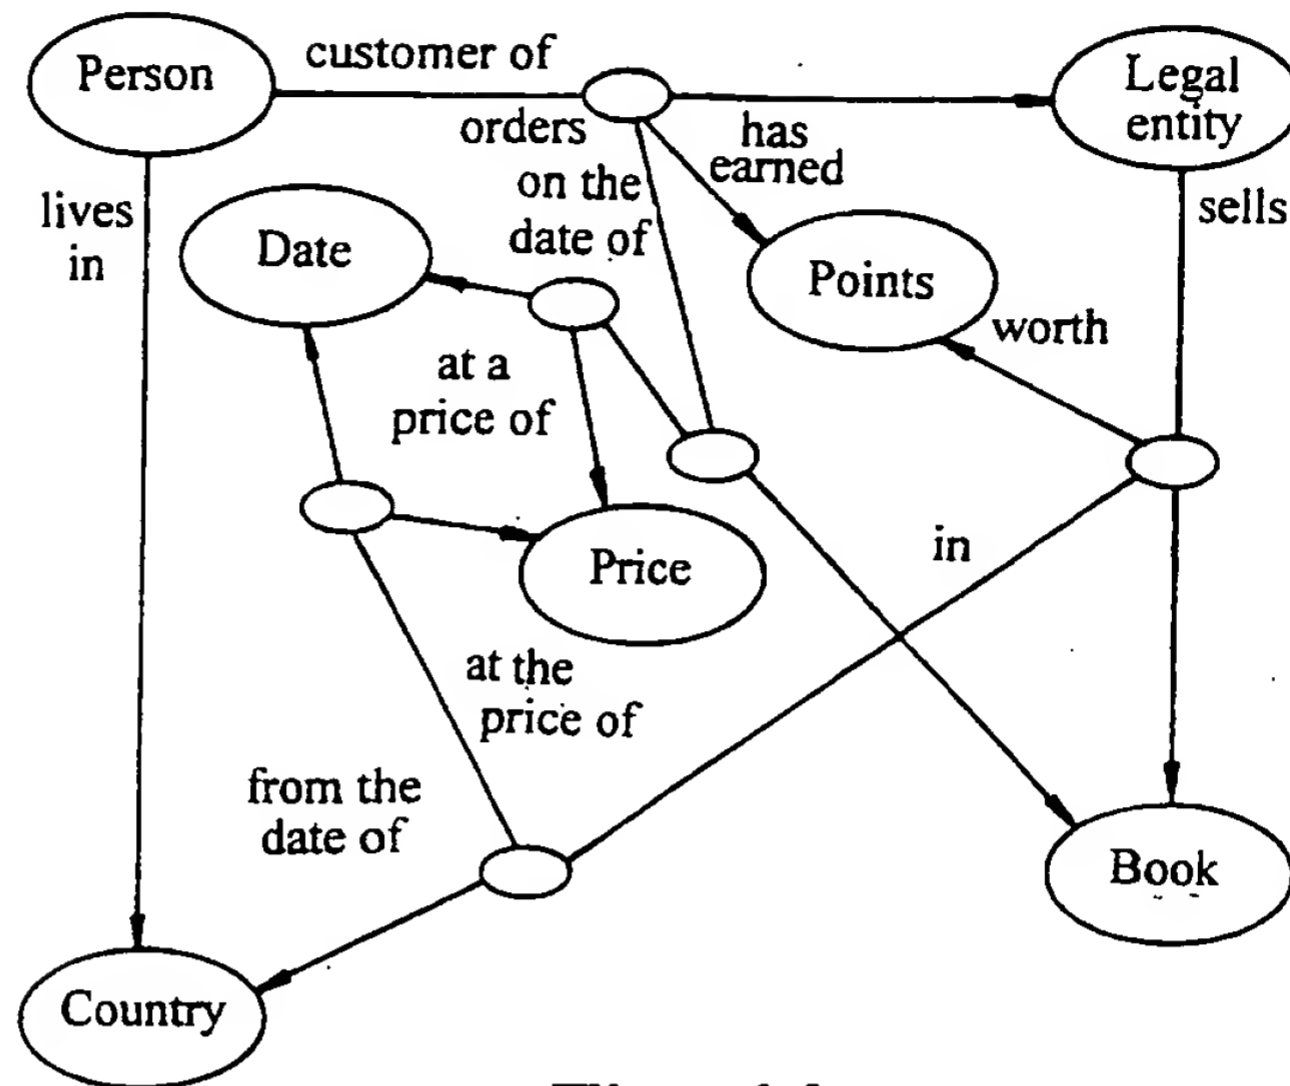 Person
customer of
Legal
entity
orders
has
earned
on the
date of
lives
in
sells
Date
Points
worth
at a
price of
in
Price
at the
price of
from the
date of
Book
Country